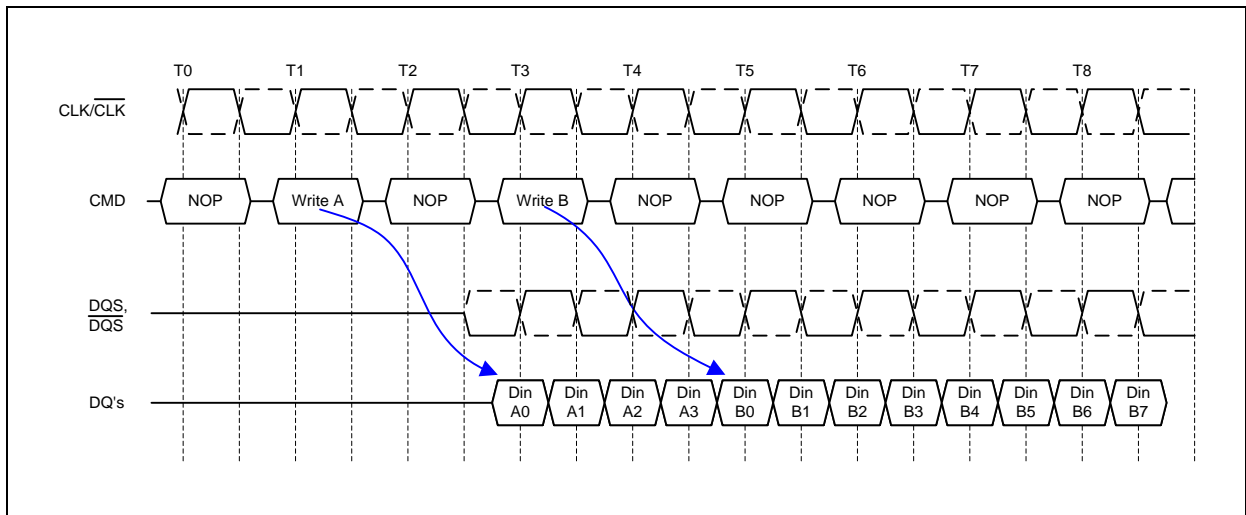 T0 T1 T2 T3 T4 T5 T6 T7 T8
CLK/CLK
CMD NOP Write A NOP Write B NOP NOP NOP NOP NOP
DQS,
DQS
DQ's Din Din Din Din Din Din Din Din Din Din Din Din
A0 A1 A2 A3 B0 B1 B2 B3 B4 B5 B6 B7